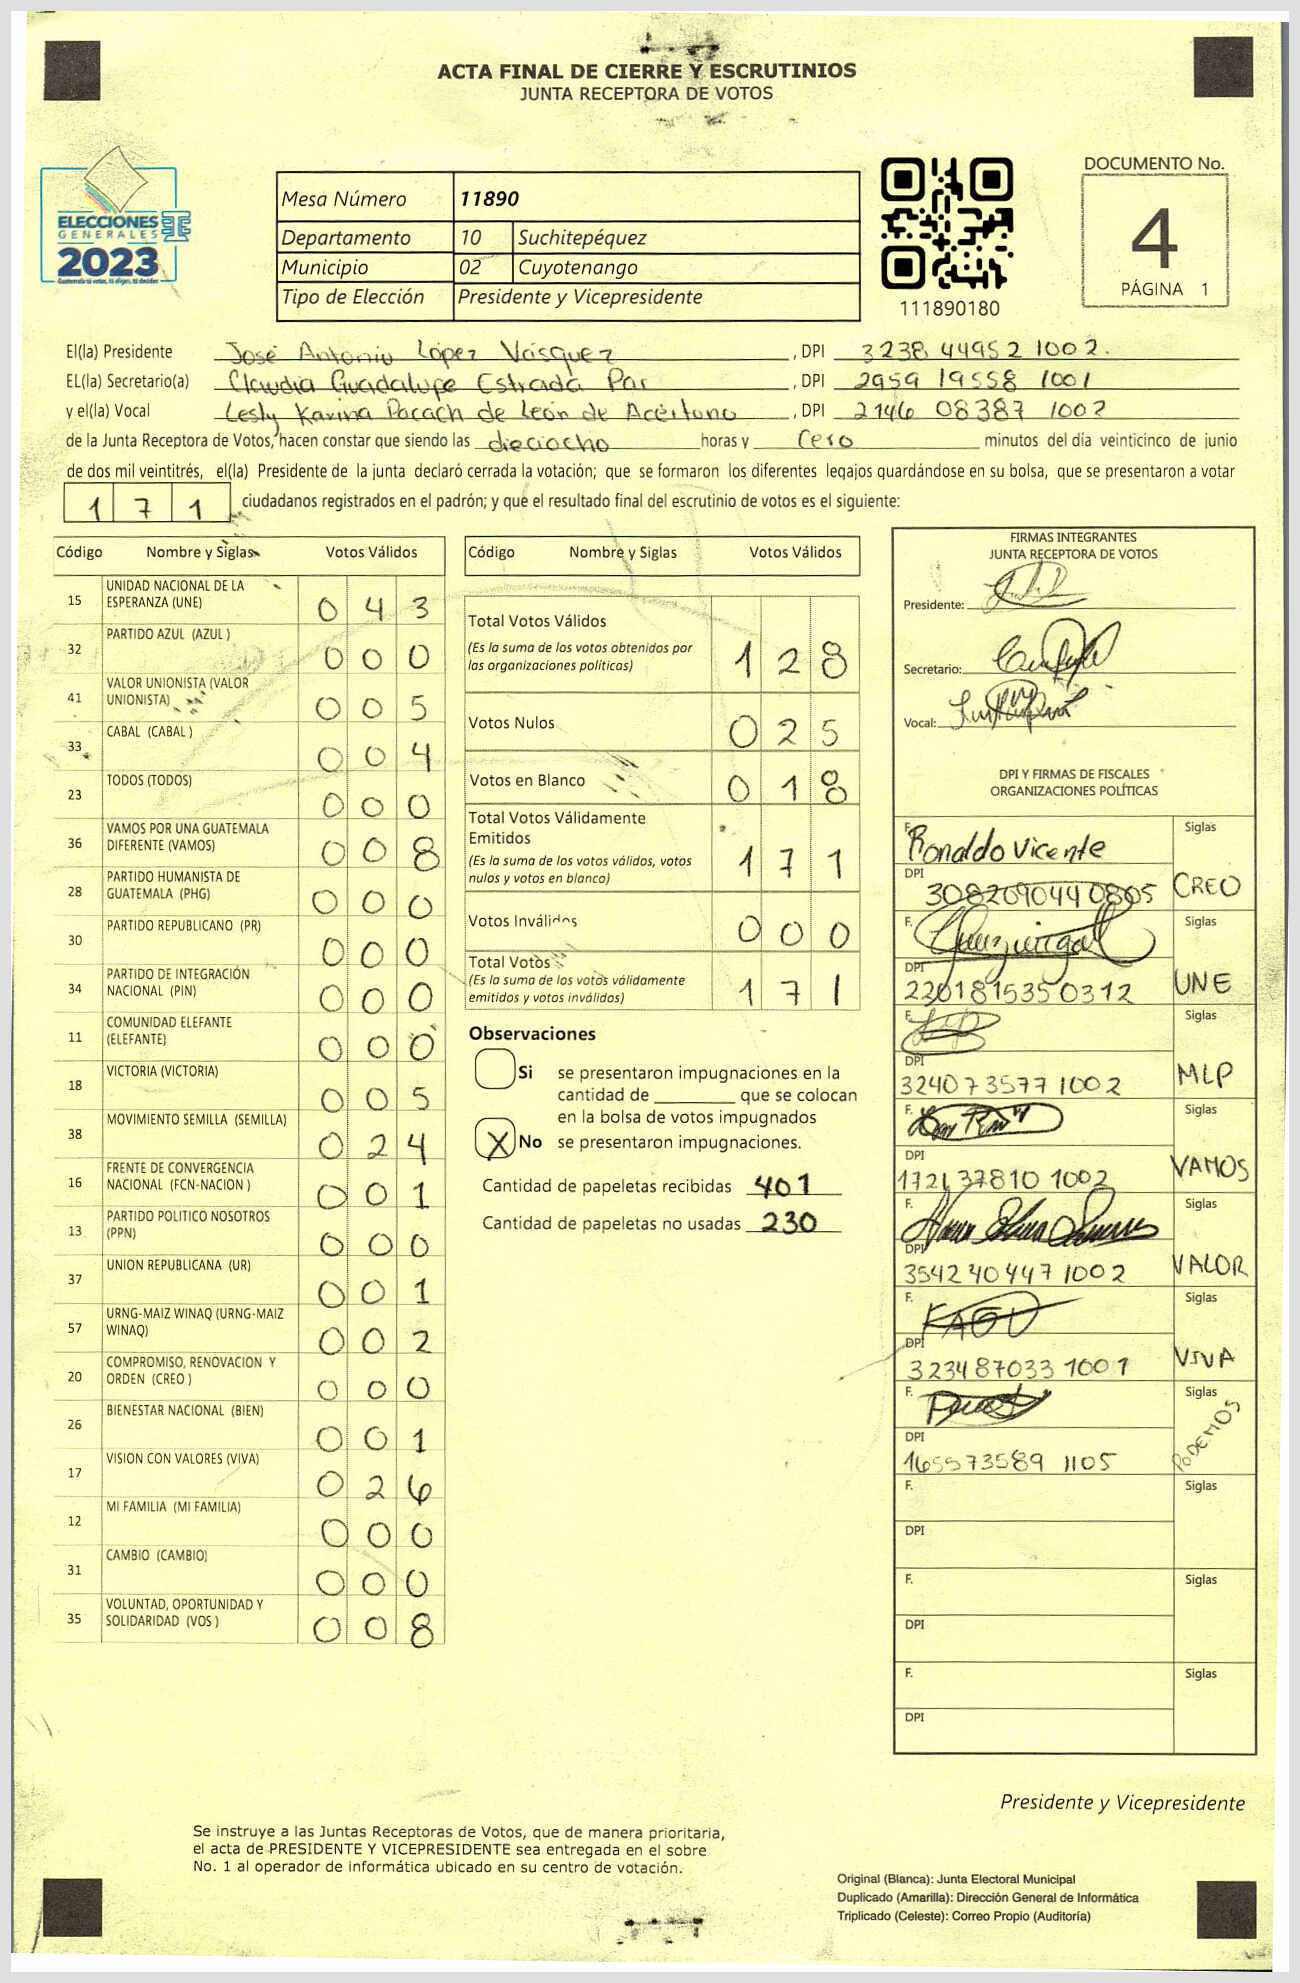 ACTA FINAL DE CIERRE Y ESCRUTINIOS
JUNTA RECEPTORA DE VOTOS
ELECCIONES
GENERALES
2023
Mesa Número 11890
Departamento 10 Suchitepéquez
Municipio 02 Cuyotenango
Tipo de Elección Presidente y Vicepresidente
111890180
DOCUMENTO No.
4
PÁGINA 1
El(la) Presidente José Antonio López Vásquez , DPI 3238 44952 1002.
EL(la) Secretario(a) Claudia Guadalupe Estrada Par , DPI 2959 19558 1001
y el(la) Vocal Lesly Karina Pacach de León de Aceituno , DPI 2146 08387 1002
de la Junta Receptora de Votos, hacen constar que siendo las dieciocho horas y cero minutos del día veinticinco de junio
de dos mil veintitrés, el(la) Presidente de la junta declaró cerrada la votación; que se formaron los diferentes legajos guardándose en su bolsa, que se presentaron a votar
1 7 1 ciudadanos registrados en el padrón; y que el resultado final del escrutinio de votos es el siguiente:
Código Nombre y Siglas Votos Válidos
15 UNIDAD NACIONAL DE LA ESPERANZA (UNE) 0 4 3
32 PARTIDO AZUL (AZUL ) 0 0 0
41 VALOR UNIONISTA (VALOR UNIONISTA) 0 0 5
33 CABAL (CABAL ) 0 0 4
23 TODOS (TODOS) 0 0 0
36 VAMOS POR UNA GUATEMALA DIFERENTE (VAMOS) 0 0 8
28 PARTIDO HUMANISTA DE GUATEMALA (PHG) 0 0 0
30 PARTIDO REPUBLICANO (PR) 0 0 0
34 PARTIDO DE INTEGRACIÓN NACIONAL (PIN) 0 0 0
11 COMUNIDAD ELEFANTE (ELEFANTE) 0 0 0
18 VICTORIA (VICTORIA) 0 0 5
38 MOVIMIENTO SEMILLA (SEMILLA) 0 2 4
16 FRENTE DE CONVERGENCIA NACIONAL (FCN-NACION ) 0 0 1
13 PARTIDO POLITICO NOSOTROS (PPN) 0 0 0
37 UNION REPUBLICANA (UR) 0 0 1
57 URNG-MAIZ WINAQ (URNG-MAIZ WINAQ) 0 0 2
20 COMPROMISO, RENOVACION Y ORDEN (CREO ) 0 0 0
26 BIENESTAR NACIONAL (BIEN) 0 0 1
17 VISION CON VALORES (VIVA) 0 2 6
12 MI FAMILIA (MI FAMILIA) 0 0 0
31 CAMBIO (CAMBIO) 0 0 0
35 VOLUNTAD, OPORTUNIDAD Y SOLIDARIDAD (VOS ) 0 0 8
Código Nombre y Siglas Votos Válidos
Total Votos Válidos
(Es la suma de los votos obtenidos por
las organizaciones políticas) 1 2 8
Votos Nulos 0 2 5
Votos en Blanco 0 1 8
Total Votos Válidamente
Emitidos
(Es la suma de los votos válidos, votos
nulos y votos en blanco) 1 7 1
Votos Inválidos 0 0 0
Total Votos
(Es la suma de los votos válidamente
emitidos y votos inválidos) 1 7 1
Observaciones
Si se presentaron impugnaciones en la
cantidad de ________ que se colocan
en la bolsa de votos impugnados
X No se presentaron impugnaciones.
Cantidad de papeletas recibidas 401
Cantidad de papeletas no usadas 230
FIRMAS INTEGRANTES
JUNTA RECEPTORA DE VOTOS
Presidente:
Secretario:
Vocal:
DPI Y FIRMAS DE FISCALES
ORGANIZACIONES POLÍTICAS
F. Ronaldo Vicente Siglas
DPI 3082090440805 CREO
F. Siglas
DPI 2201815350312 UNE
F. Siglas
DPI 3240735771002 MLP
F. Siglas
DPI 1721378101002 VAMOS
F. Siglas
DPI 3542404471002 VALOR
F. Siglas
DPI 3234870331001 VIVA
F. Siglas
DPI 1655735891105 PODEMOS
F. Siglas
DPI
F. Siglas
DPI
F. Siglas
DPI
Presidente y Vicepresidente
Se instruye a las Juntas Receptoras de Votos, que de manera prioritaria,
el acta de PRESIDENTE Y VICEPRESIDENTE sea entregada en el sobre
No. 1 al operador de informática ubicado en su centro de votación.
Original (Blanca): Junta Electoral Municipal
Duplicado (Amarilla): Dirección General de Informática
Triplicado (Celeste): Correo Propio (Auditoría)